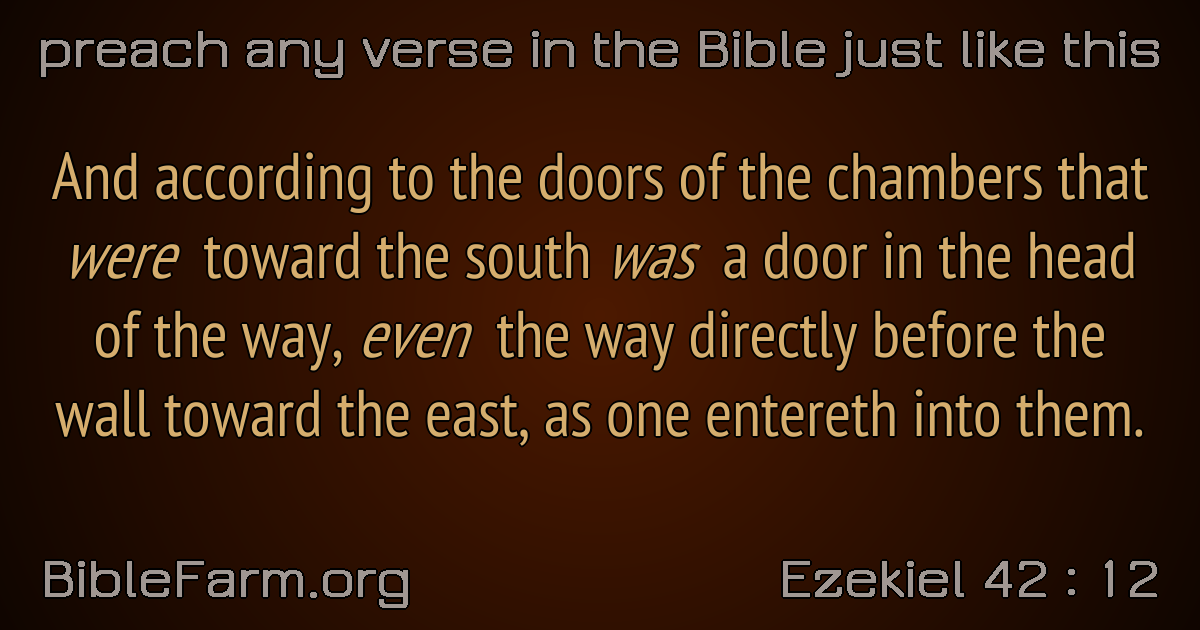 preach any verse in the Bible just like this
And according to the doors of the chambers that
were toward the south was a door in the head
of the way, even the way directly before the
wall toward the east, as one entereth into them.
BibleFarm.org
Ezekiel 42 : 12